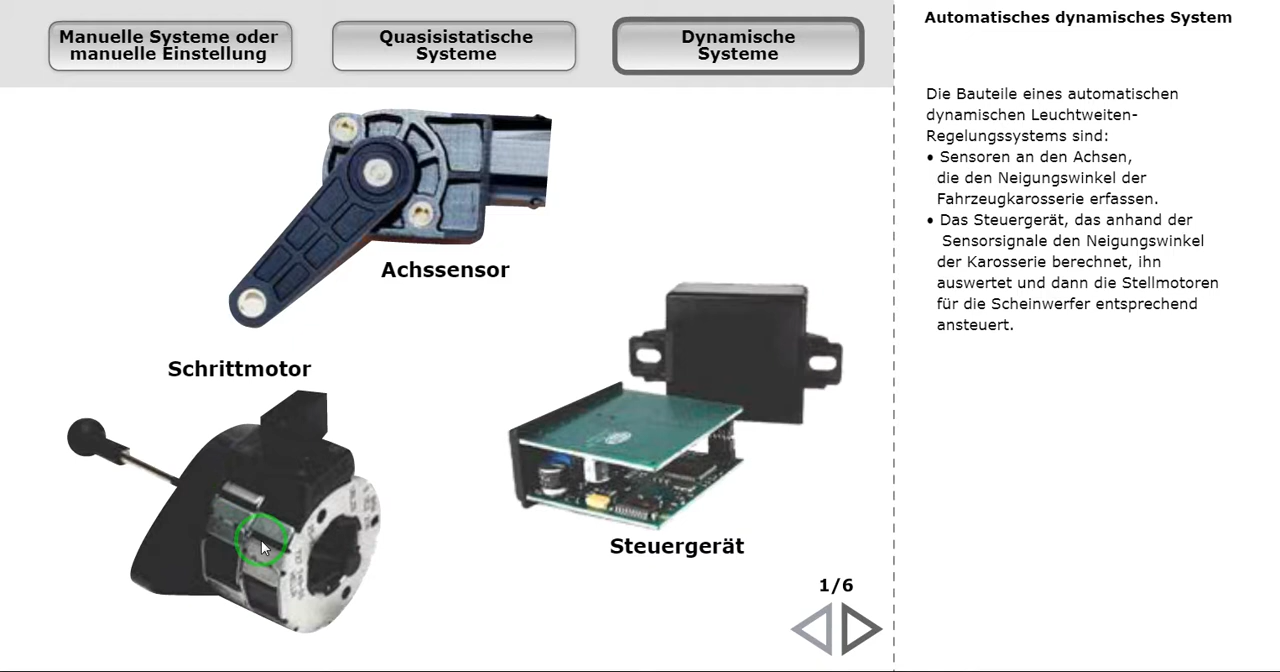 Manuelle Systeme oder
manuelle Einstellung
Quasisistatische
Systeme
Dynamische
Systeme
Achssensor
Schrittmotor
Steuergerät
1/6
Automatisches dynamisches System
Die Bauteile eines automatischen
dynamischen Leuchtweiten-
Regelungssystems sind:
• Sensoren an den Achsen,
die den Neigungswinkel der
Fahrzeugkarosserie erfassen.
• Das Steuergerät, das anhand der
Sensorsignale den Neigungswinkel
der Karosserie berechnet, ihn
auswertet und dann die Stellmotoren
für die Scheinwerfer entsprechend
ansteuert.